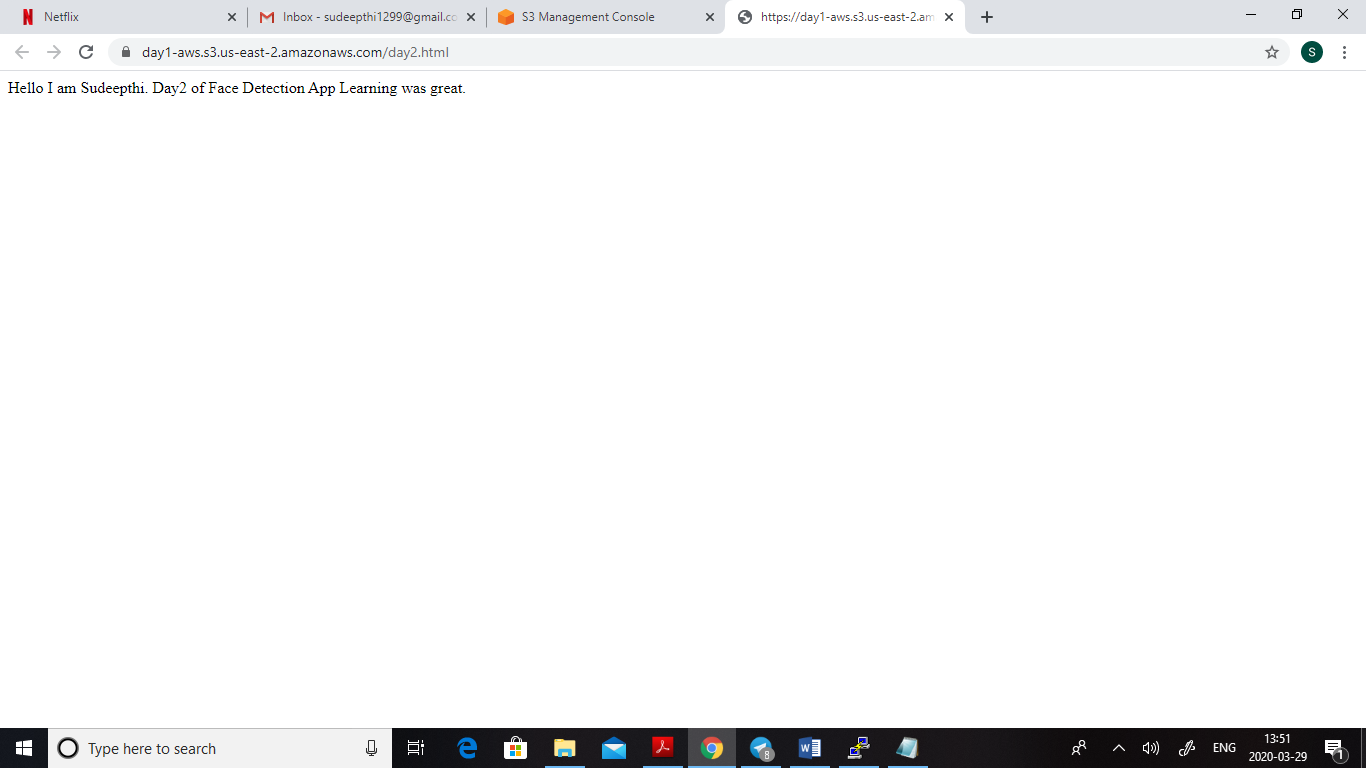 Netflix
Inbox - sudeepthi1299@gmail.co
S3 Management Console
https://day1-aws.s3.us-east-2.am
day1-aws.s3.us-east-2.amazonaws.com/day2.html
S
Hello I am Sudeepthi. Day2 of Face Detection App Learning was great.
Type here to search
8
W
ENG
13:51
2020-03-29
1